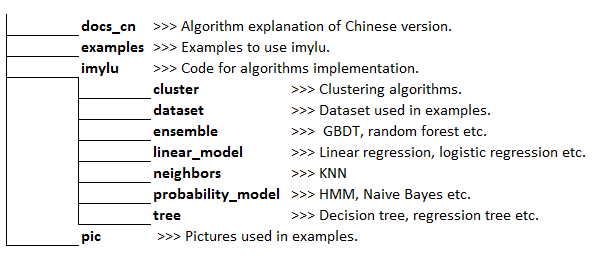 docs_cn >>> Algorithm explanation of Chinese version.
examples >>> Examples to use imylu.
imylu >>> Code for algorithms implementation.
cluster >>> Clustering algorithms.
dataset >>> Dataset used in examples.
ensemble >>> GBDT, random forest etc.
linear_model >>> Linear regression, logistic regression etc.
neighbors >>> KNN
probability_model >>> HMM, Naive Bayes etc.
tree >>> Decision tree, regression tree etc.
pic >>> Pictures used in examples.